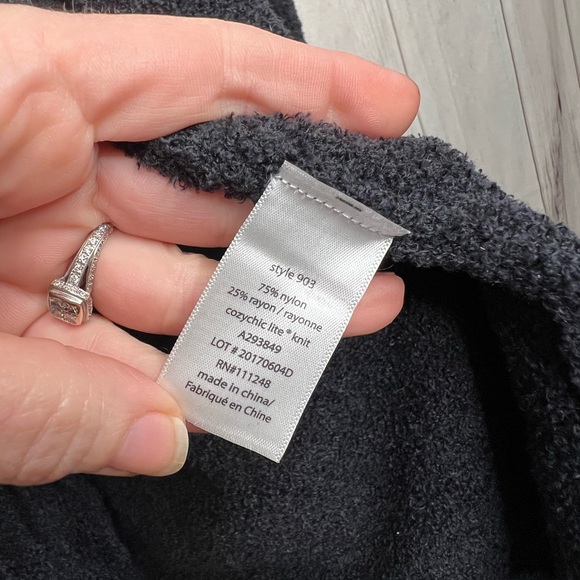 style 903
75% nylon
25% rayon / rayonne
cozychic lite® knit
A293849
LOT # 20170604D
RN#111248
made in china/
Fabriqué en Chine